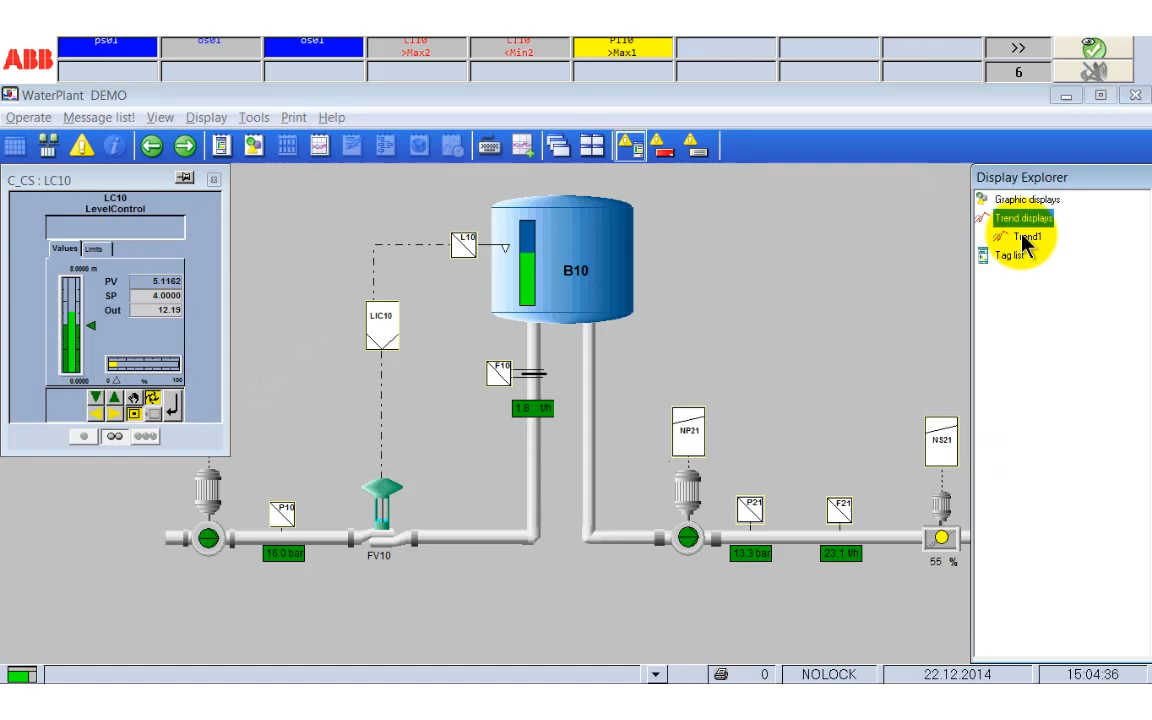 ps01 os01 os01 LI10 LI10 PI10
ABB >Max2 <Min2 >Max1 >>
6
WaterPlant DEMO
Operate Message list! View Display Tools Print Help
C_CS : LC10
Display Explorer
LC10
LevelControl
Graphic displays
Trend displays
Trend1
Tag list
Values Limits
8.0000 m
PV 5.1162
SP 4.0000
Out 12.19
0.0000 0 % 100
L10
B10
LIC10
F10
1.8 t/h
NP21
NS21
P10
P21
F21
16.0 bar
FV10
13.3 bar
23.1 t/h
55 %
0 NOLOCK 22.12.2014 15:04:36